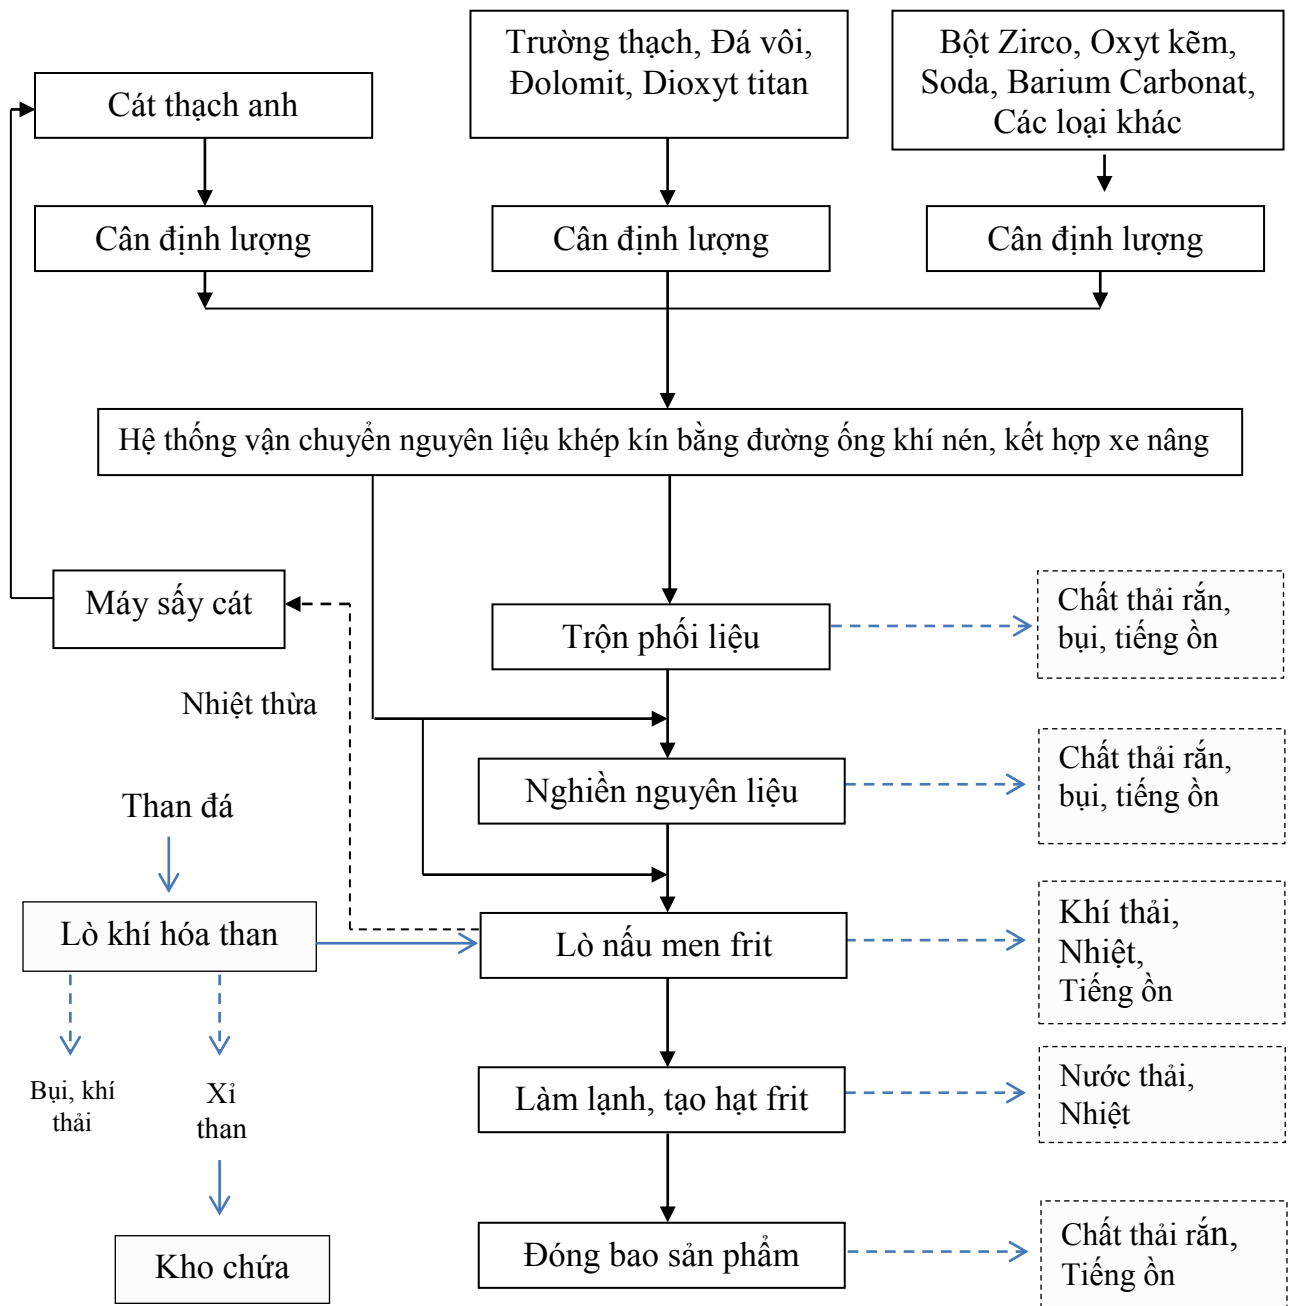 Trường thạch, Đá vôi,
Đolomit, Dioxyt titan
Bột Zirco, Oxyt kẽm,
Soda, Barium Carbonat,
Các loại khác
Cát thạch anh
Cân định lượng
Cân định lượng
Cân định lượng
Hệ thống vận chuyển nguyên liệu khép kín bằng đường ống khí nén, kết hợp xe nâng
Máy sấy cát
Trộn phối liệu
Chất thải rắn,
bụi, tiếng ồn
Nhiệt thừa
Nghiền nguyên liệu
Chất thải rắn,
bụi, tiếng ồn
Than đá
Lò khí hóa than
Lò nấu men frit
Khí thải,
Nhiệt,
Tiếng ồn
Bụi, khí
thải
Xỉ
than
Làm lạnh, tạo hạt frit
Nước thải,
Nhiệt
Kho chứa
Đóng bao sản phẩm
Chất thải rắn,
Tiếng ồn